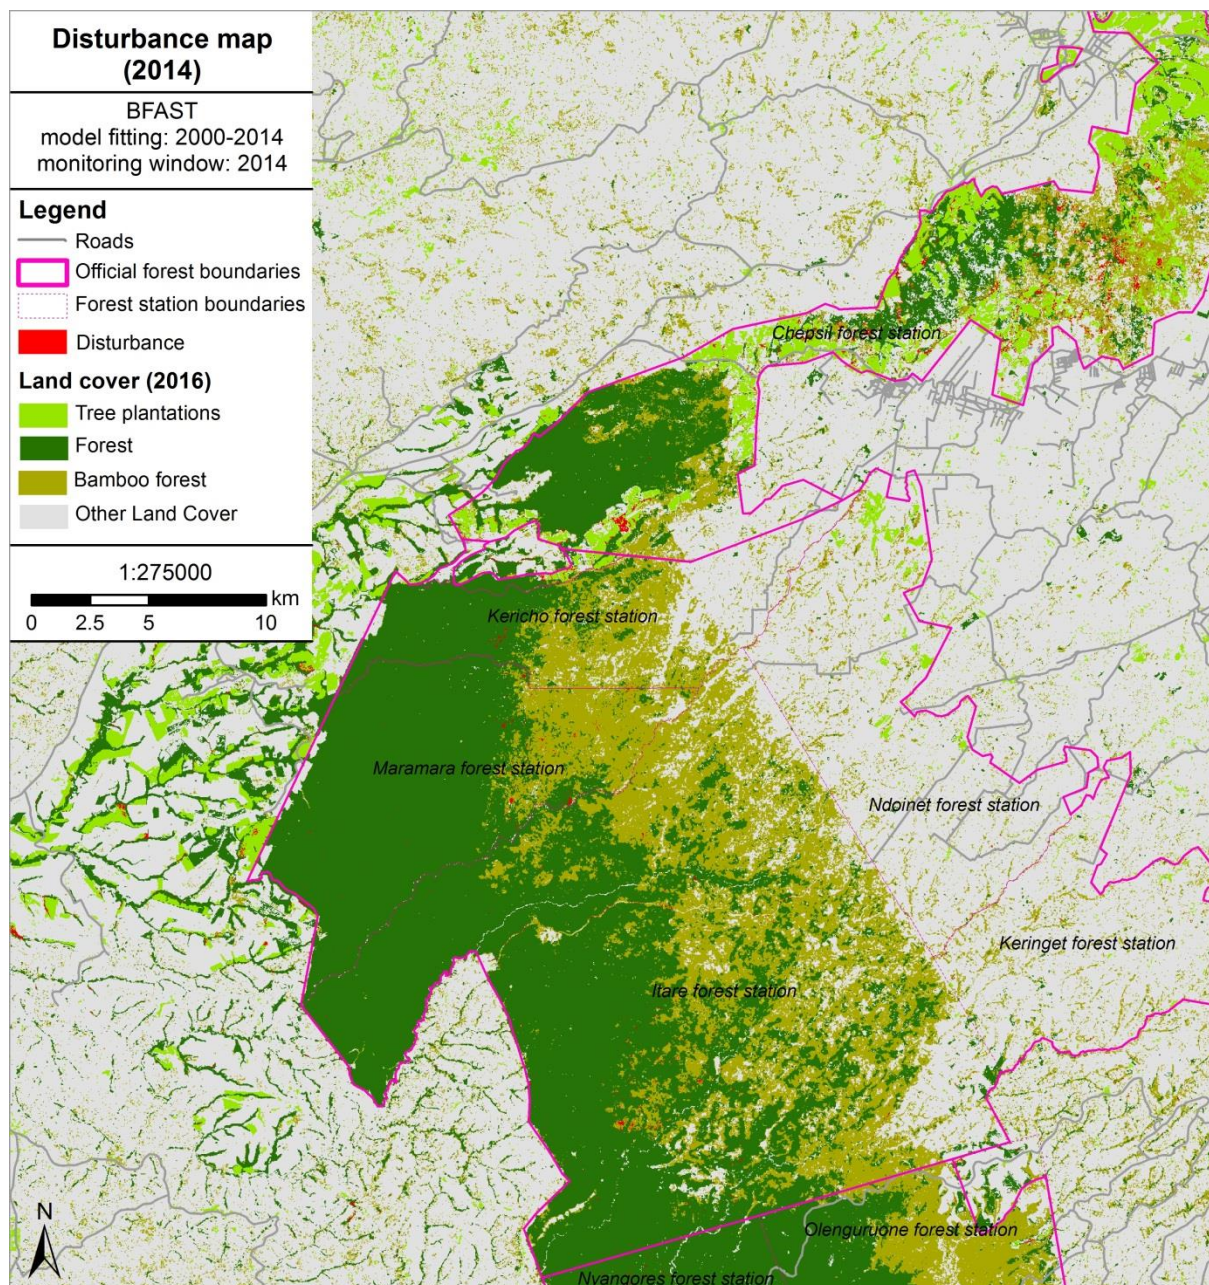 Disturbance map
(2014)
BFAST
model fitting: 2000-2014
monitoring window: 2014
Legend
Roads
Official forest boundaries
Forest station boundaries
Disturbance
Land cover (2016)
Tree plantations
Forest
Bamboo forest
Other Land Cover
1:275000
km
0 2.5 5 10
N
Chepsil forest station
Kericho forest station
Maramara forest station
Ndoinet forest station
Keringet forest station
Itare forest station
Olenguruone forest station
Nyangores forest station